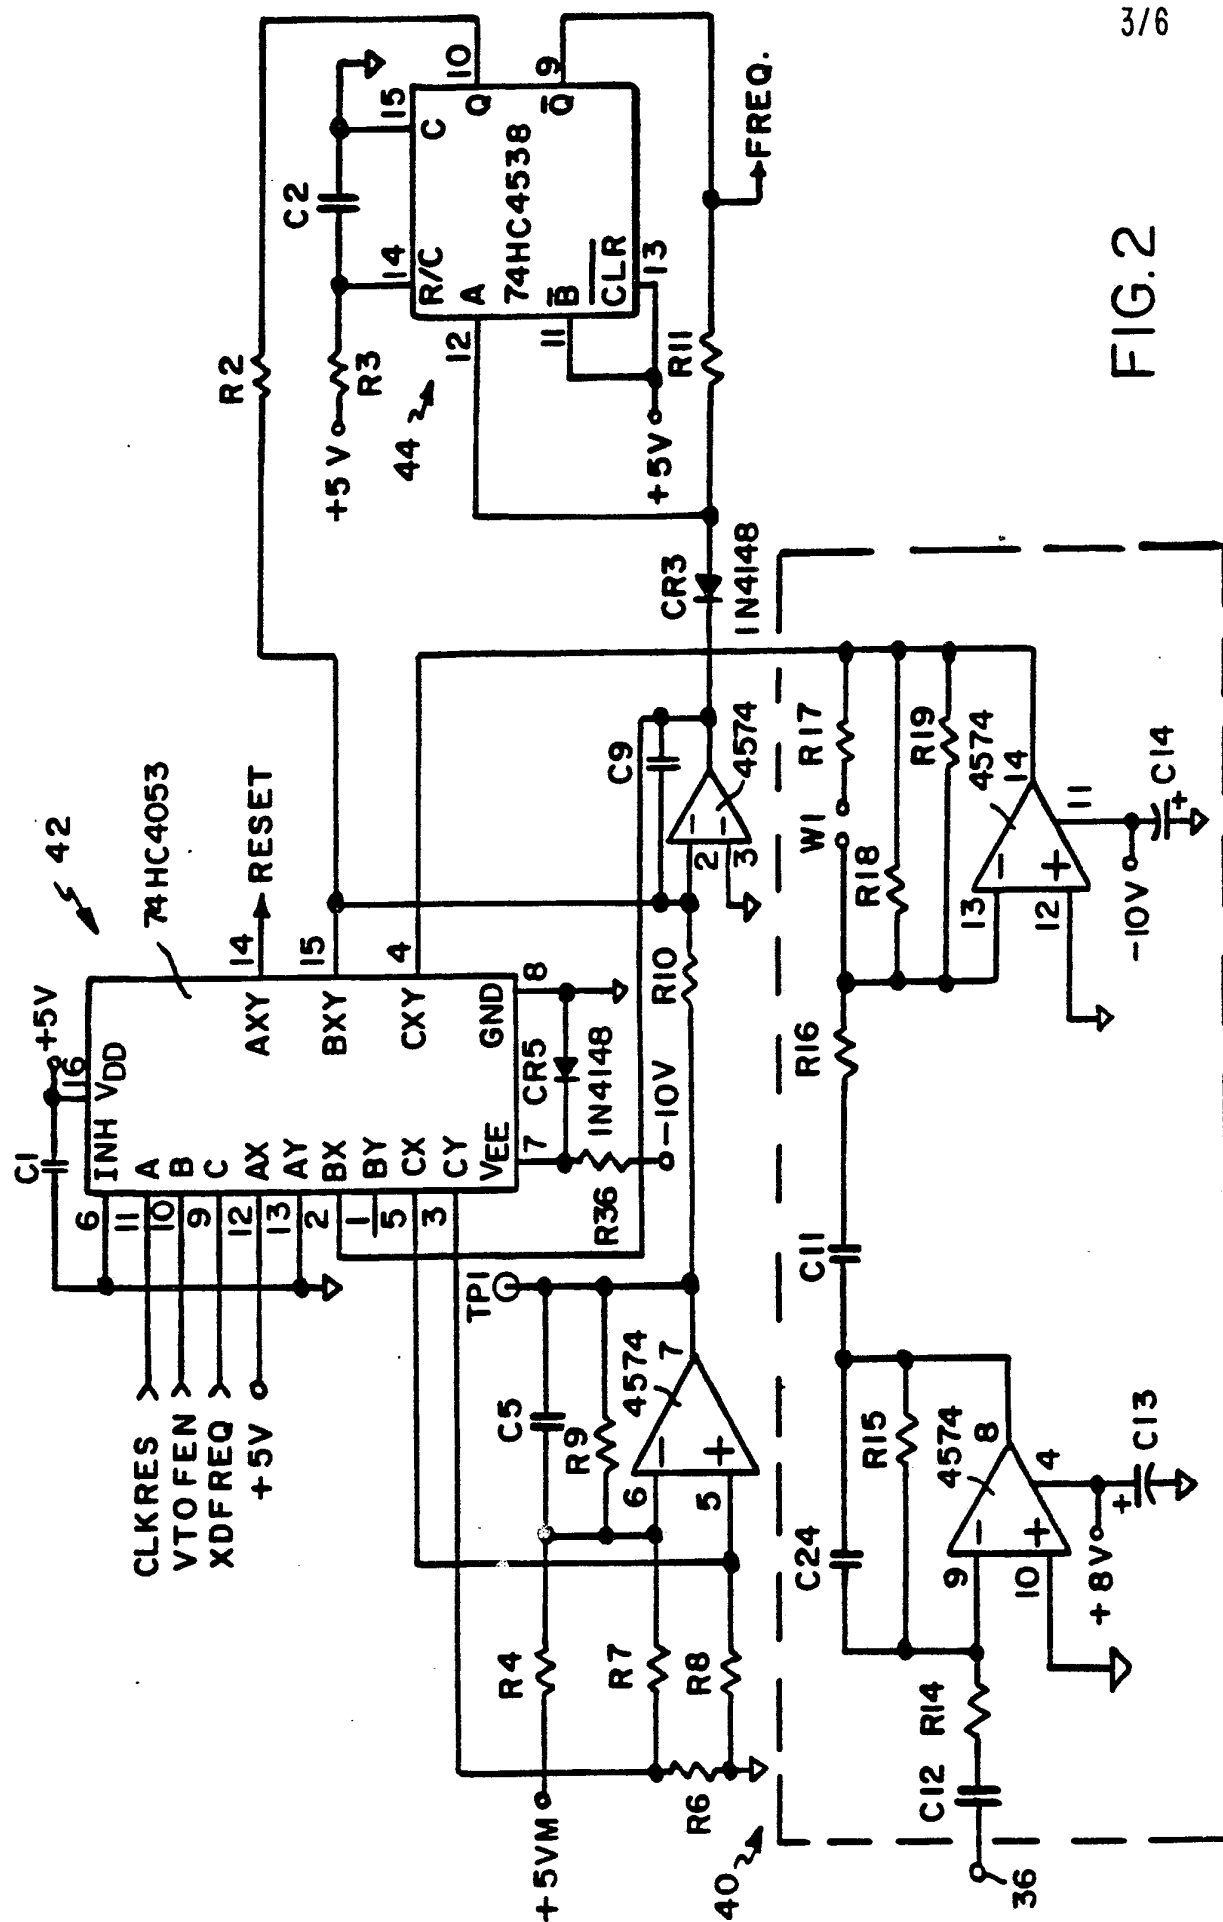 3/6
42
74HC4053
+5V
C1
16
6
INH
VDD
11
A
10
B
9
C
12
AX
13
AY
2
BX
1
BY
5
CX
3
CY
7
VEE
14
AXY
15
BXY
4
CXY
8
GND
RESET
CLKRES
VTOFEN
XDFREQ
+5V
CR5
1N4148
R36
-10V
R2
C2
R3
+5V
44
14
R/C
15
C
10
Q
9
Q̅
12
A
74HC4538
11
B̅
13
C̅L̅R̅
+5V
R11
FREQ.
CR3
1N4148
C9
4574
2
−
3
−
R10
TP1
C5
R9
4574
7
6
−
5
+
R4
+5VM
R7
R8
R6
40
R17
W1
R18
R19
4574
14
13
−
12
+
11
-10V
C14
+
R16
C11
R15
C24
4574
8
9
−
10
+
4
+8V
C13
+
R14
C12
36
FIG.2